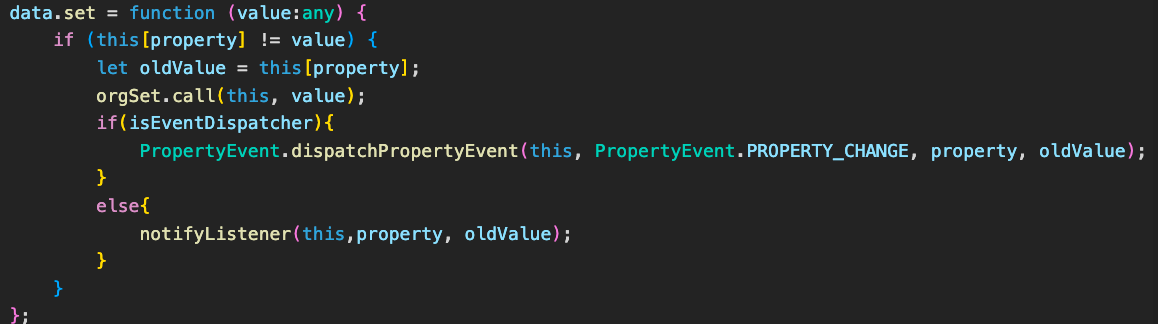 data.set = function (value:any) {
    if (this[property] != value) {
        let oldValue = this[property];
        orgSet.call(this, value);
        if(isEventDispatcher){
            PropertyEvent.dispatchPropertyEvent(this, PropertyEvent.PROPERTY_CHANGE, property, oldValue);
        }
        else{
            notifyListener(this,property, oldValue);
        }
    }
};